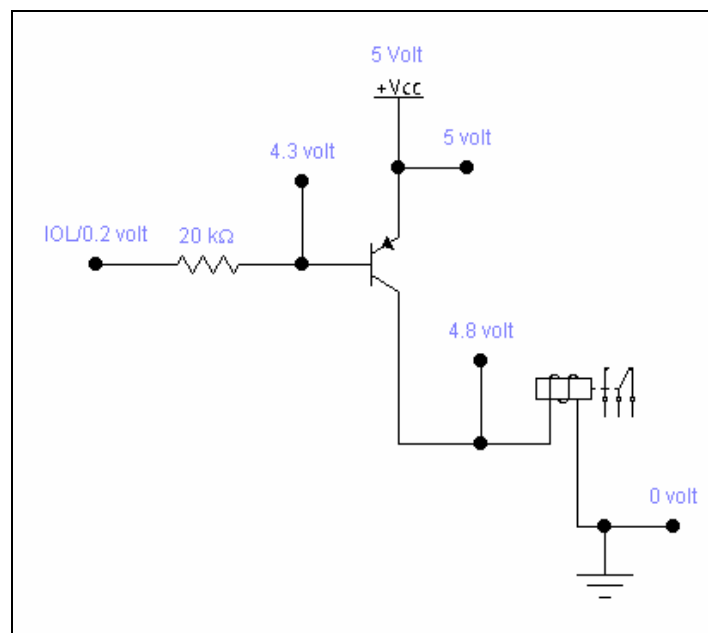 5 Volt
+Vcc
5 volt
4.3 volt
IOL/0.2 volt
20 kΩ
4.8 volt
0 volt